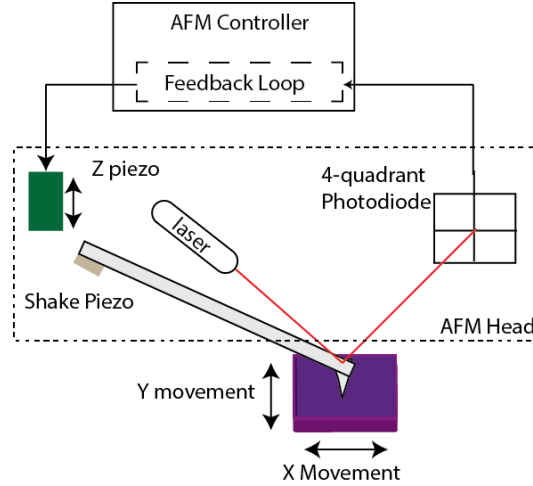 AFM Controller
Feedback Loop
Z piezo
4-quadrant
Photodiode
laser
Shake Piezo
AFM Head
Y movement
X Movement